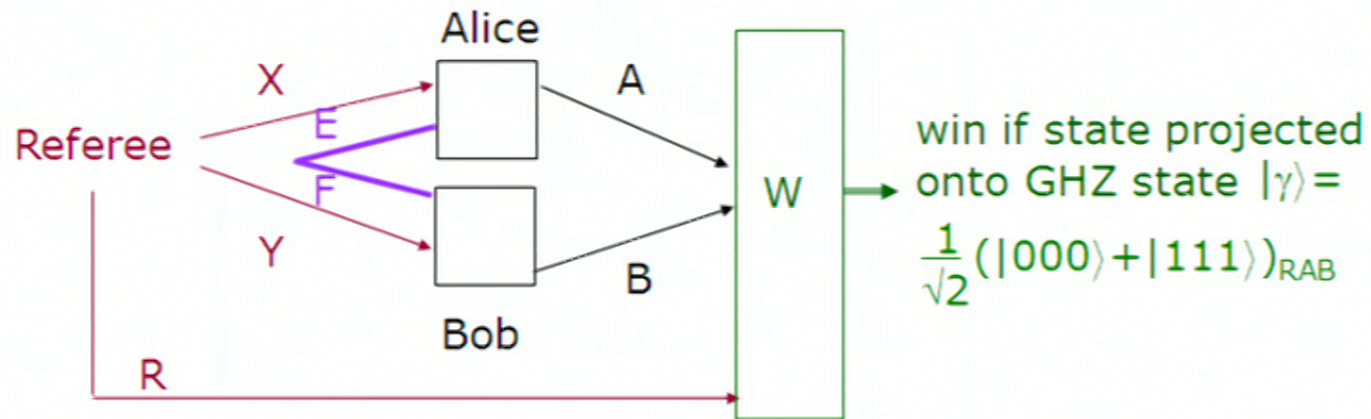 Alice
X
A
E
Referee
win if state projected
onto GHZ state |γ⟩=
W
F
1/√2 (|000⟩+|111⟩)RAB
Y
B
Bob
R